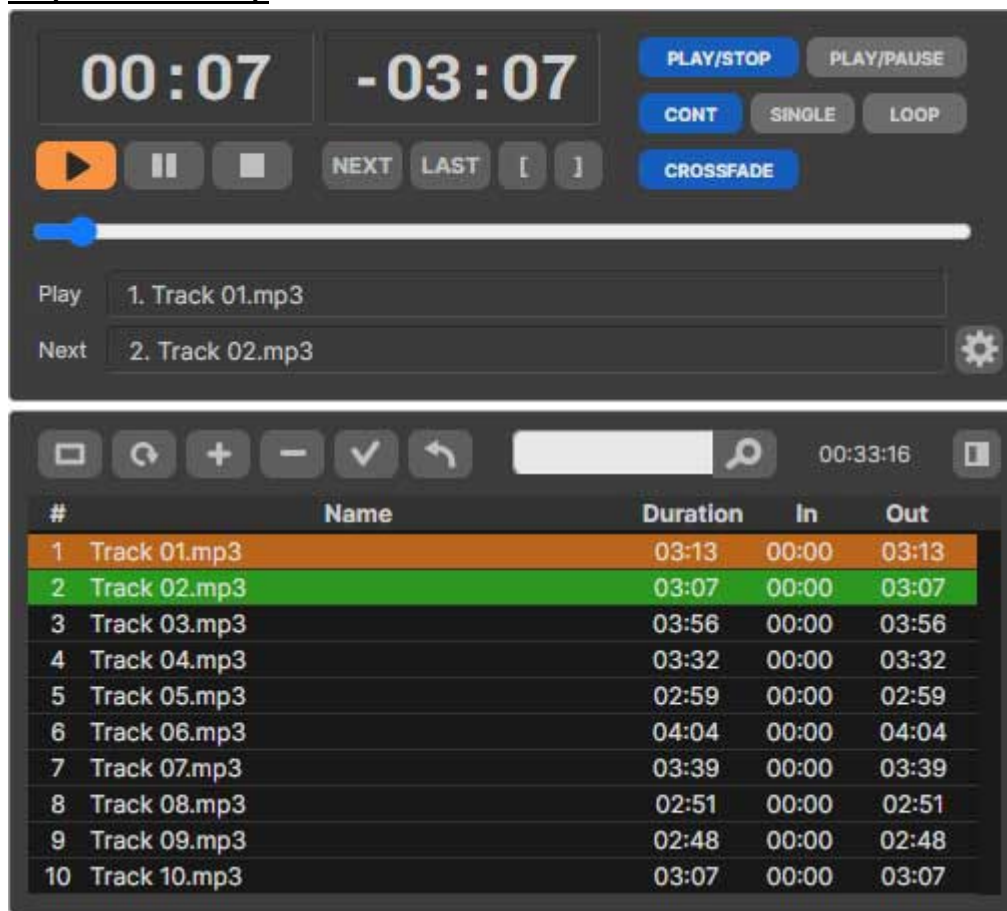 00:07 -03:07 PLAY/STOP PLAY/PAUSE
CONT SINGLE LOOP
NEXT LAST [ ] CROSSFADE
Play 1. Track 01.mp3
Next 2. Track 02.mp3
00:33:16
# Name Duration In Out
1 Track 01.mp3 03:13 00:00 03:13
2 Track 02.mp3 03:07 00:00 03:07
3 Track 03.mp3 03:56 00:00 03:56
4 Track 04.mp3 03:32 00:00 03:32
5 Track 05.mp3 02:59 00:00 02:59
6 Track 06.mp3 04:04 00:00 04:04
7 Track 07.mp3 03:39 00:00 03:39
8 Track 08.mp3 02:51 00:00 02:51
9 Track 09.mp3 02:48 00:00 02:48
10 Track 10.mp3 03:07 00:00 03:07